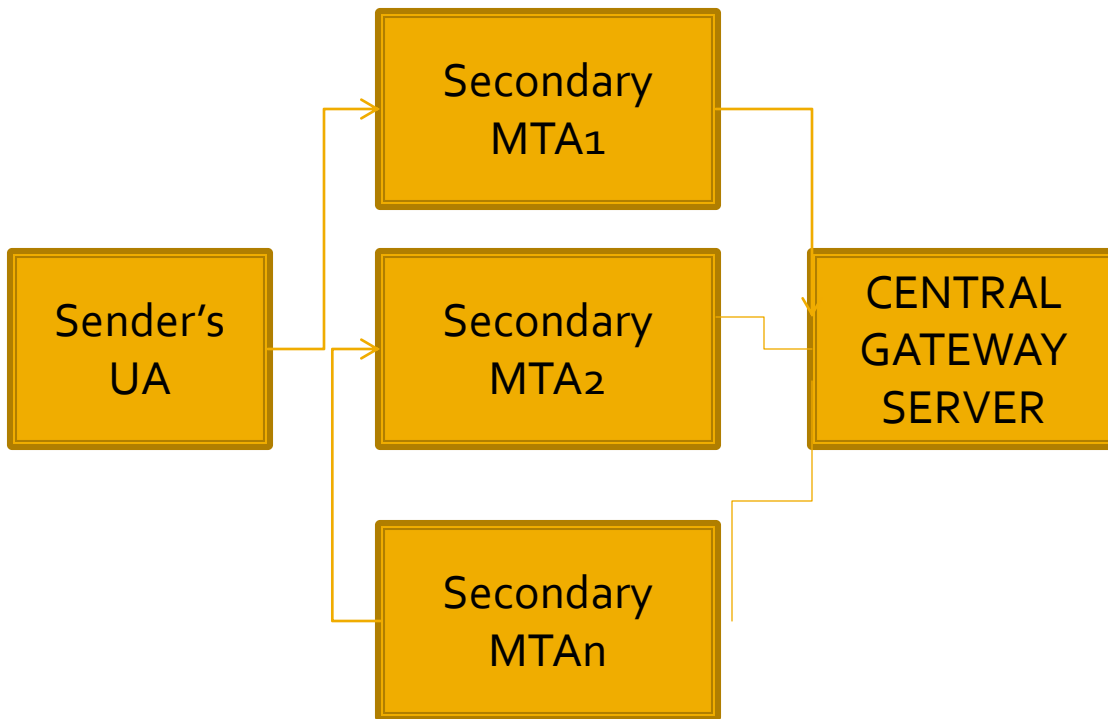 Secondary
MTA1
Sender’s
UA
Secondary
MTA2
CENTRAL
GATEWAY
SERVER
Secondary
MTAn